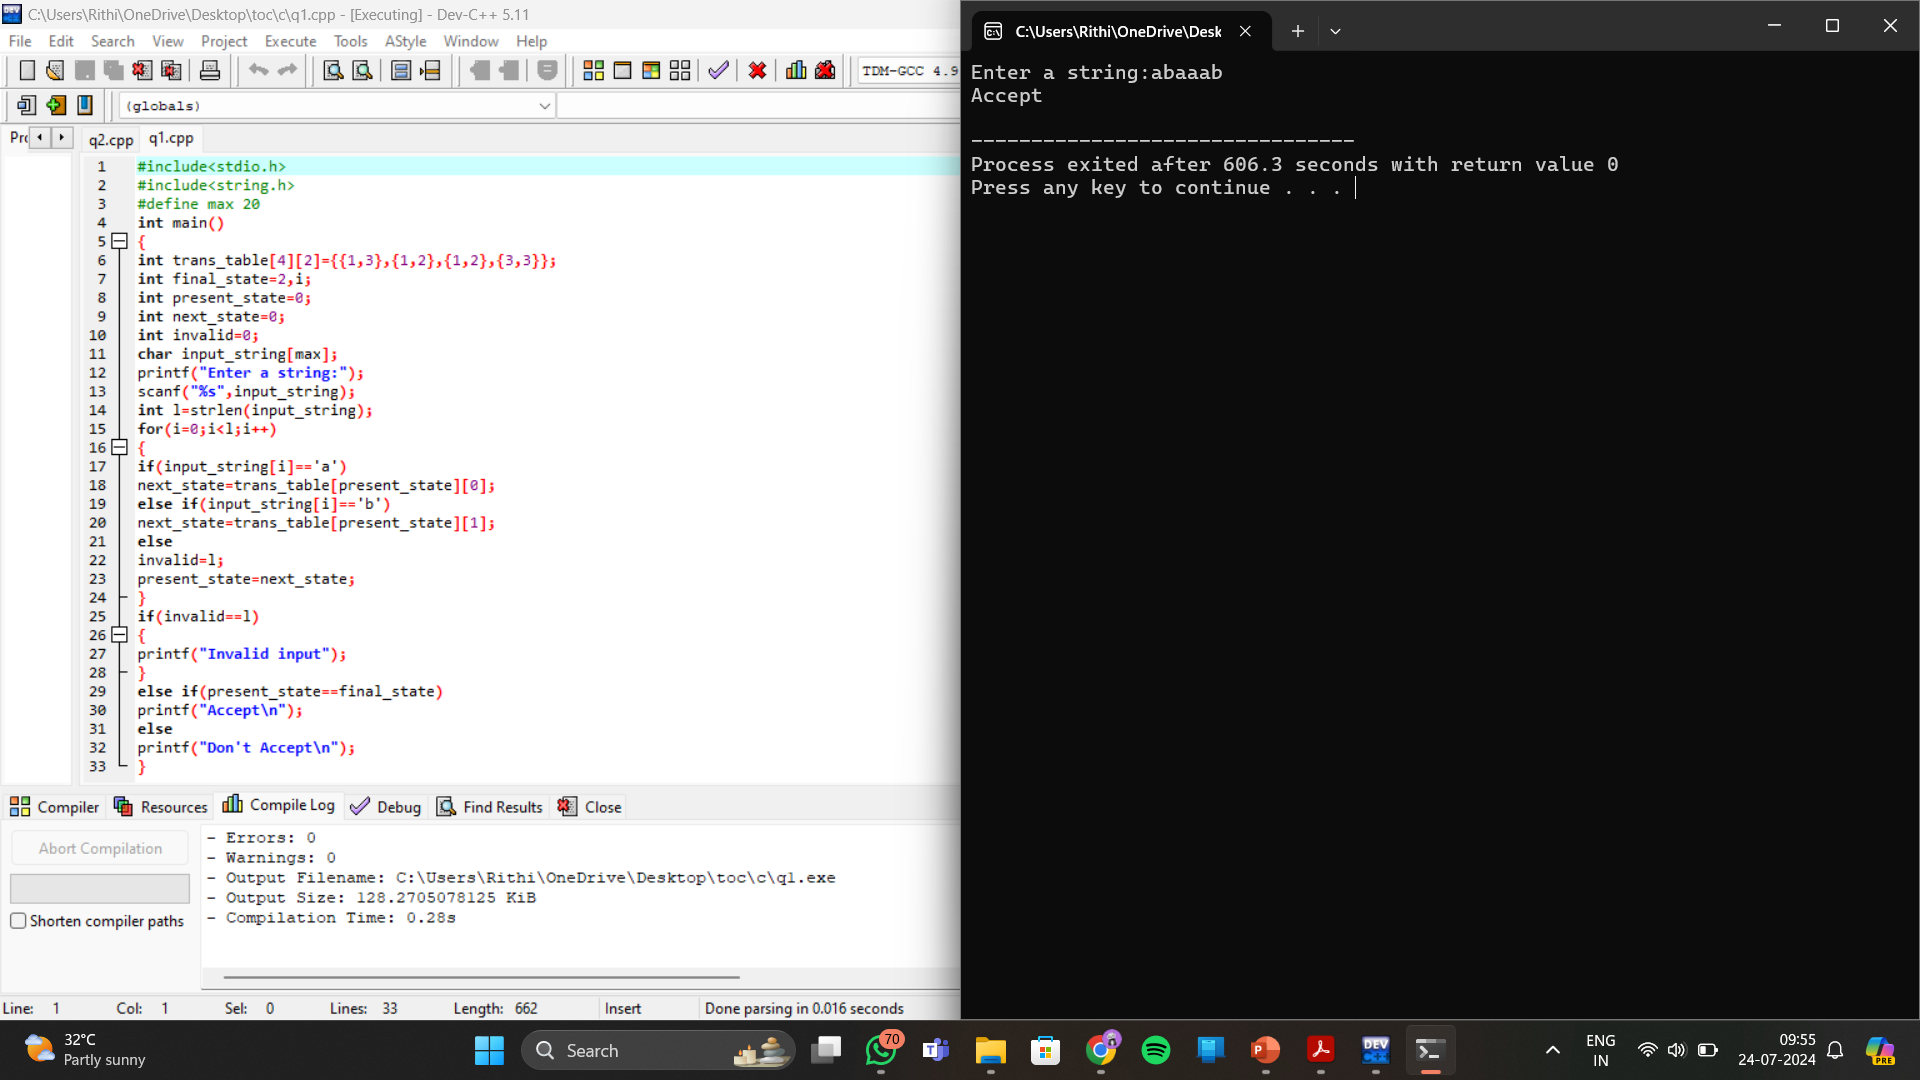 C:\Users\Rithi\OneDrive\Desktop\toc\c\q1.cpp - [Executing] - Dev-C++ 5.11
File Edit Search View Project Execute Tools AStyle Window Help
TDM-GCC 4.9
(globals)
q2.cpp q1.cpp
1 #include<stdio.h>
2 #include<string.h>
3 #define max 20
4 int main()
5 {
6 int trans_table[4][2]={{1,3},{1,2},{1,2},{3,3}};
7 int final_state=2,i;
8 int present_state=0;
9 int next_state=0;
10 int invalid=0;
11 char input_string[max];
12 printf("Enter a string:");
13 scanf("%s",input_string);
14 int l=strlen(input_string);
15 for(i=0;i<l;i++)
16 {
17 if(input_string[i]=='a')
18 next_state=trans_table[present_state][0];
19 else if(input_string[i]=='b')
20 next_state=trans_table[present_state][1];
21 else
22 invalid=l;
23 present_state=next_state;
24 }
25 if(invalid==l)
26 {
27 printf("Invalid input");
28 }
29 else if(present_state==final_state)
30 printf("Accept\n");
31 else
32 printf("Don't Accept\n");
33 }
Compiler Resources Compile Log Debug Find Results Close
Abort Compilation
Shorten compiler paths
- Errors: 0
- Warnings: 0
- Output Filename: C:\Users\Rithi\OneDrive\Desktop\toc\c\q1.exe
- Output Size: 128.2705078125 KiB
- Compilation Time: 0.28s
Line: 1 Col: 1 Sel: 0 Lines: 33 Length: 662 Insert Done parsing in 0.016 seconds
C:\Users\Rithi\OneDrive\Desk
Enter a string:abaaab
Accept
--------------------------------
Process exited after 606.3 seconds with return value 0
Press any key to continue . . .
32°C
Partly sunny
Search
70
DEV
C++
ENG
IN
09:55
24-07-2024
PRE